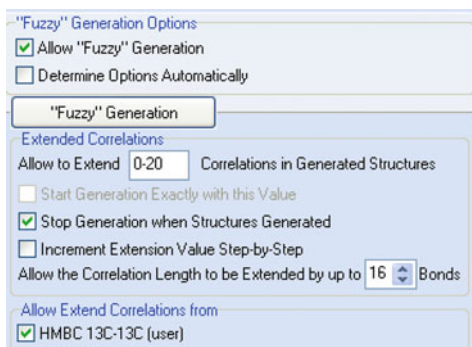 "Fuzzy" Generation Options
Allow "Fuzzy" Generation
Determine Options Automatically
"Fuzzy" Generation
Extended Correlations
Allow to Extend 0-20 Correlations in Generated Structures
Start Generation Exactly with this Value
Stop Generation when Structures Generated
Increment Extension Value Step-by-Step
Allow the Correlation Length to be Extended by up to 16 Bonds
Allow Extend Correlations from
HMBC 13C-13C (user)